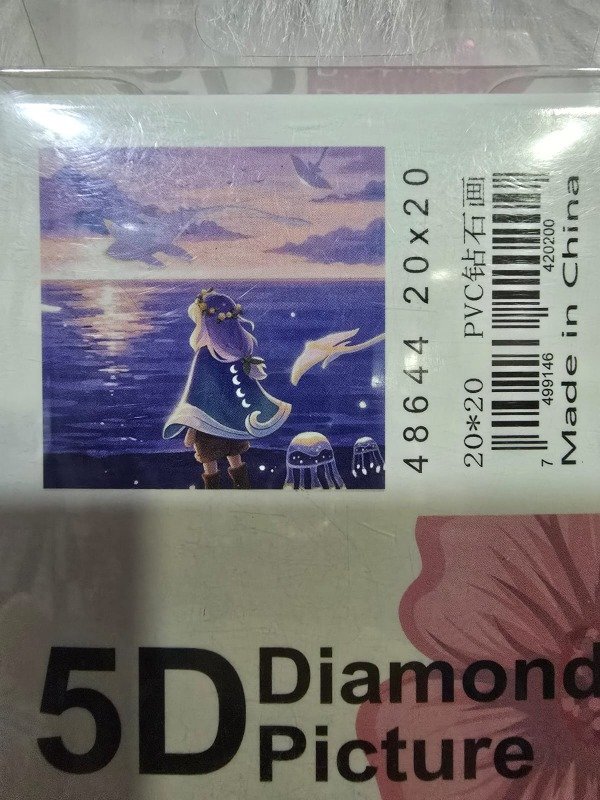 48644 20x20
20*20 PVC钻石画
7 499146 420200
Made in China
5D Diamond
Picture